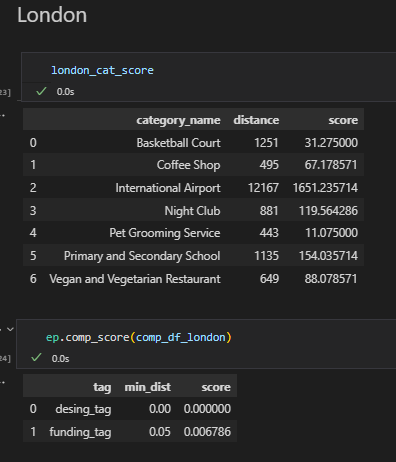 London
london_cat_score
23]
0.0s
category_name distance score
0 Basketball Court 1251 31.275000
1 Coffee Shop 495 67.178571
2 International Airport 12167 1651.235714
3 Night Club 881 119.564286
4 Pet Grooming Service 443 11.075000
5 Primary and Secondary School 1135 154.035714
6 Vegan and Vegetarian Restaurant 649 88.078571
ep.comp_score(comp_df_london)
24]
0.0s
tag min_dist score
0 desing_tag 0.00 0.000000
1 funding_tag 0.05 0.006786